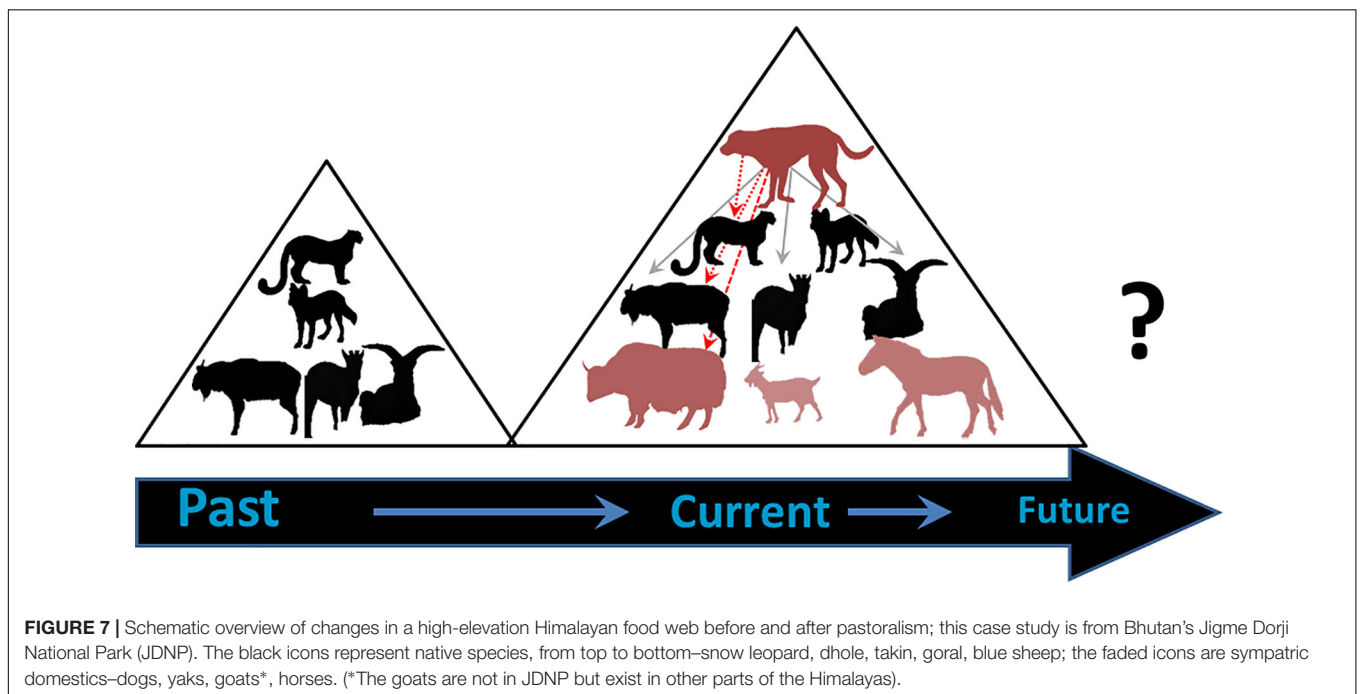 ?
Past Current Future
FIGURE 7 | Schematic overview of changes in a high-elevation Himalayan food web before and after pastoralism; this case study is from Bhutan's Jigme Dorji
National Park (JDNP). The black icons represent native species, from top to bottom–snow leopard, dhole, takin, goral, blue sheep; the faded icons are sympatric
domestics–dogs, yaks, goats*, horses. (*The goats are not in JDNP but exist in other parts of the Himalayas).